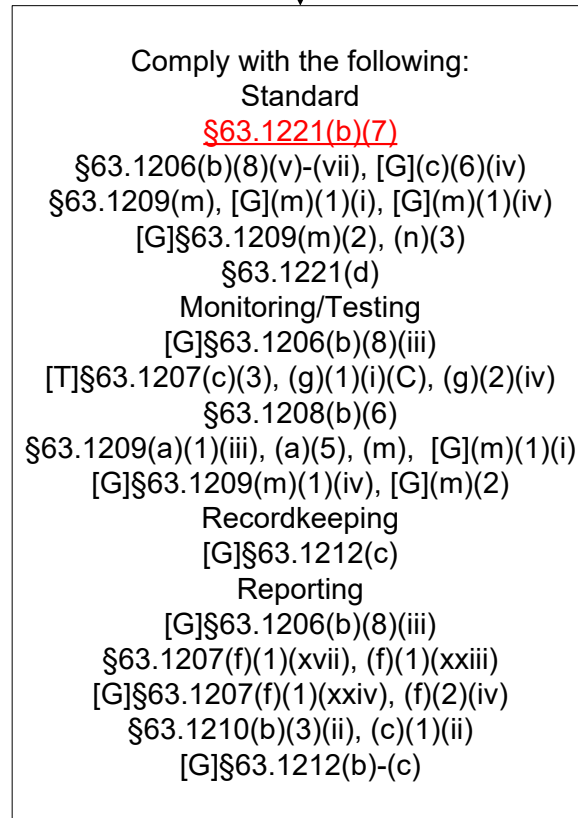 Comply with the following:
Standard
§63.1221(b)(7)
§63.1206(b)(8)(v)-(vii), [G](c)(6)(iv)
§63.1209(m), [G](m)(1)(i), [G](m)(1)(iv)
[G]§63.1209(m)(2), (n)(3)
§63.1221(d)
Monitoring/Testing
[G]§63.1206(b)(8)(iii)
[T]§63.1207(c)(3), (g)(1)(i)(C), (g)(2)(iv)
§63.1208(b)(6)
§63.1209(a)(1)(iii), (a)(5), (m),  [G](m)(1)(i)
[G]§63.1209(m)(1)(iv), [G](m)(2)
Recordkeeping
[G]§63.1212(c)
Reporting
[G]§63.1206(b)(8)(iii)
§63.1207(f)(1)(xvii), (f)(1)(xxiii)
[G]§63.1207(f)(1)(xxiv), (f)(2)(iv)
§63.1210(b)(3)(ii), (c)(1)(ii)
[G]§63.1212(b)-(c)